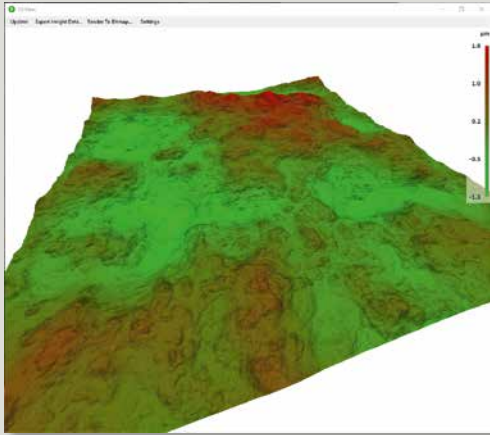 3D View
Update Export Height Data... Render To Bitmap... Settings
µm
1.8
1.0
0.2
-0.5
-1.3